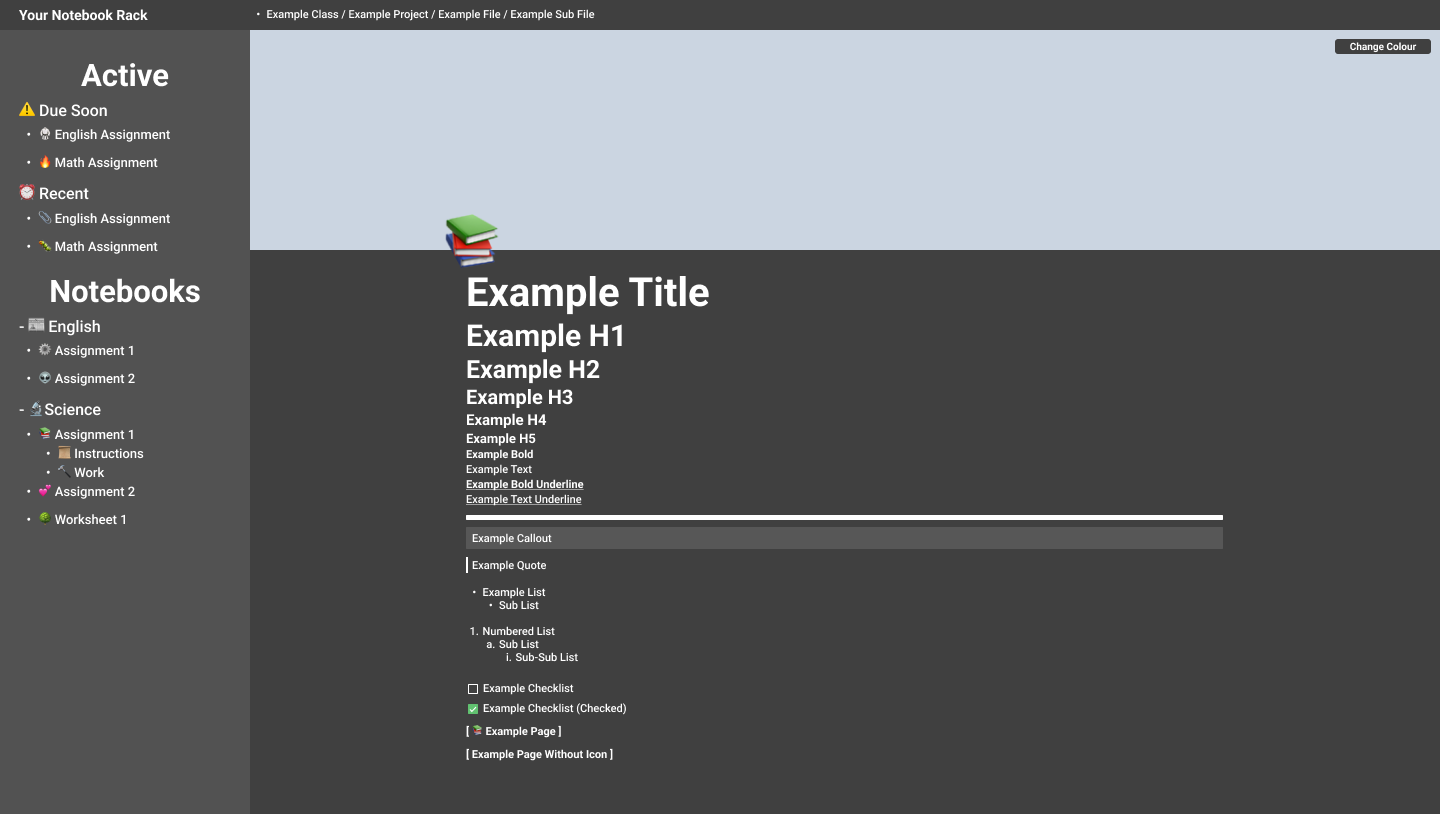 Your Notebook Rack
• Example Class / Example Project / Example File / Example Sub File
Change Colour
Active
⚠️ Due Soon
• English Assignment
• 🔥 Math Assignment
⏰ Recent
• 📎 English Assignment
• 🐛 Math Assignment
Notebooks
- 📰 English
• ⚙️ Assignment 1
• 👽 Assignment 2
- 🔬 Science
• 📚 Assignment 1
• 📜 Instructions
• 🔨 Work
• 💕 Assignment 2
• 🌳 Worksheet 1
Example Title
Example H1
Example H2
Example H3
Example H4
Example H5
Example Bold
Example Text
Example Bold Underline
Example Text Underline
Example Callout
Example Quote
• Example List
• Sub List
1. Numbered List
a. Sub List
i. Sub-Sub List
Example Checklist
Example Checklist (Checked)
[ 📚 Example Page ]
[ Example Page Without Icon ]